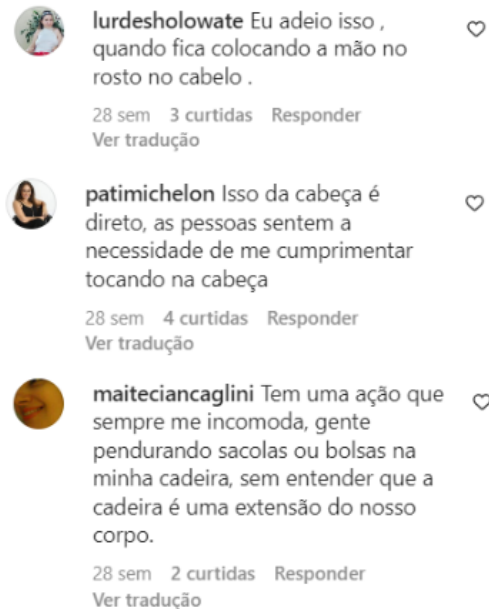 lurdesholowate Eu adeio isso ,
quando fica colocando a mão no
rosto no cabelo .
28 sem 3 curtidas Responder
Ver tradução
patimichelon Isso da cabeça é
direto, as pessoas sentem a
necessidade de me cumprimentar
tocando na cabeça
28 sem 4 curtidas Responder
Ver tradução
maiteciancaglini Tem uma ação que
sempre me incomoda, gente
pendurando sacolas ou bolsas na
minha cadeira, sem entender que a
cadeira é uma extensão do nosso
corpo.
28 sem 2 curtidas Responder
Ver tradução